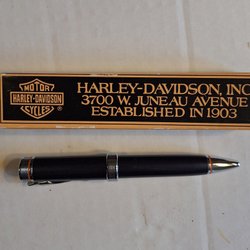 MOTOR
HARLEY-DAVIDSON
CYCLES
HARLEY-DAVIDSON, INC
3700 W. JUNEAU AVENUE
ESTABLISHED IN 1903